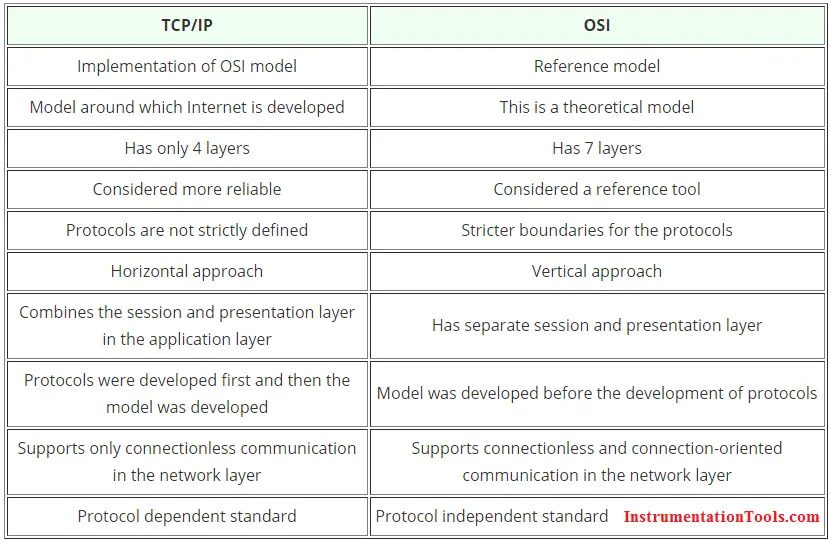 TCP/IP OSI
Implementation of OSI model Reference model
Model around which Internet is developed This is a theoretical model
Has only 4 layers Has 7 layers
Considered more reliable Considered a reference tool
Protocols are not strictly defined Stricter boundaries for the protocols
Horizontal approach Vertical approach
Combines the session and presentation layer
in the application layer
Has separate session and presentation layer
Protocols were developed first and then the
model was developed
Model was developed before the development of protocols
Supports only connectionless communication
in the network layer
Supports connectionless and connection-oriented
communication in the network layer
Protocol dependent standard Protocol independent standard InstrumentationTools.com